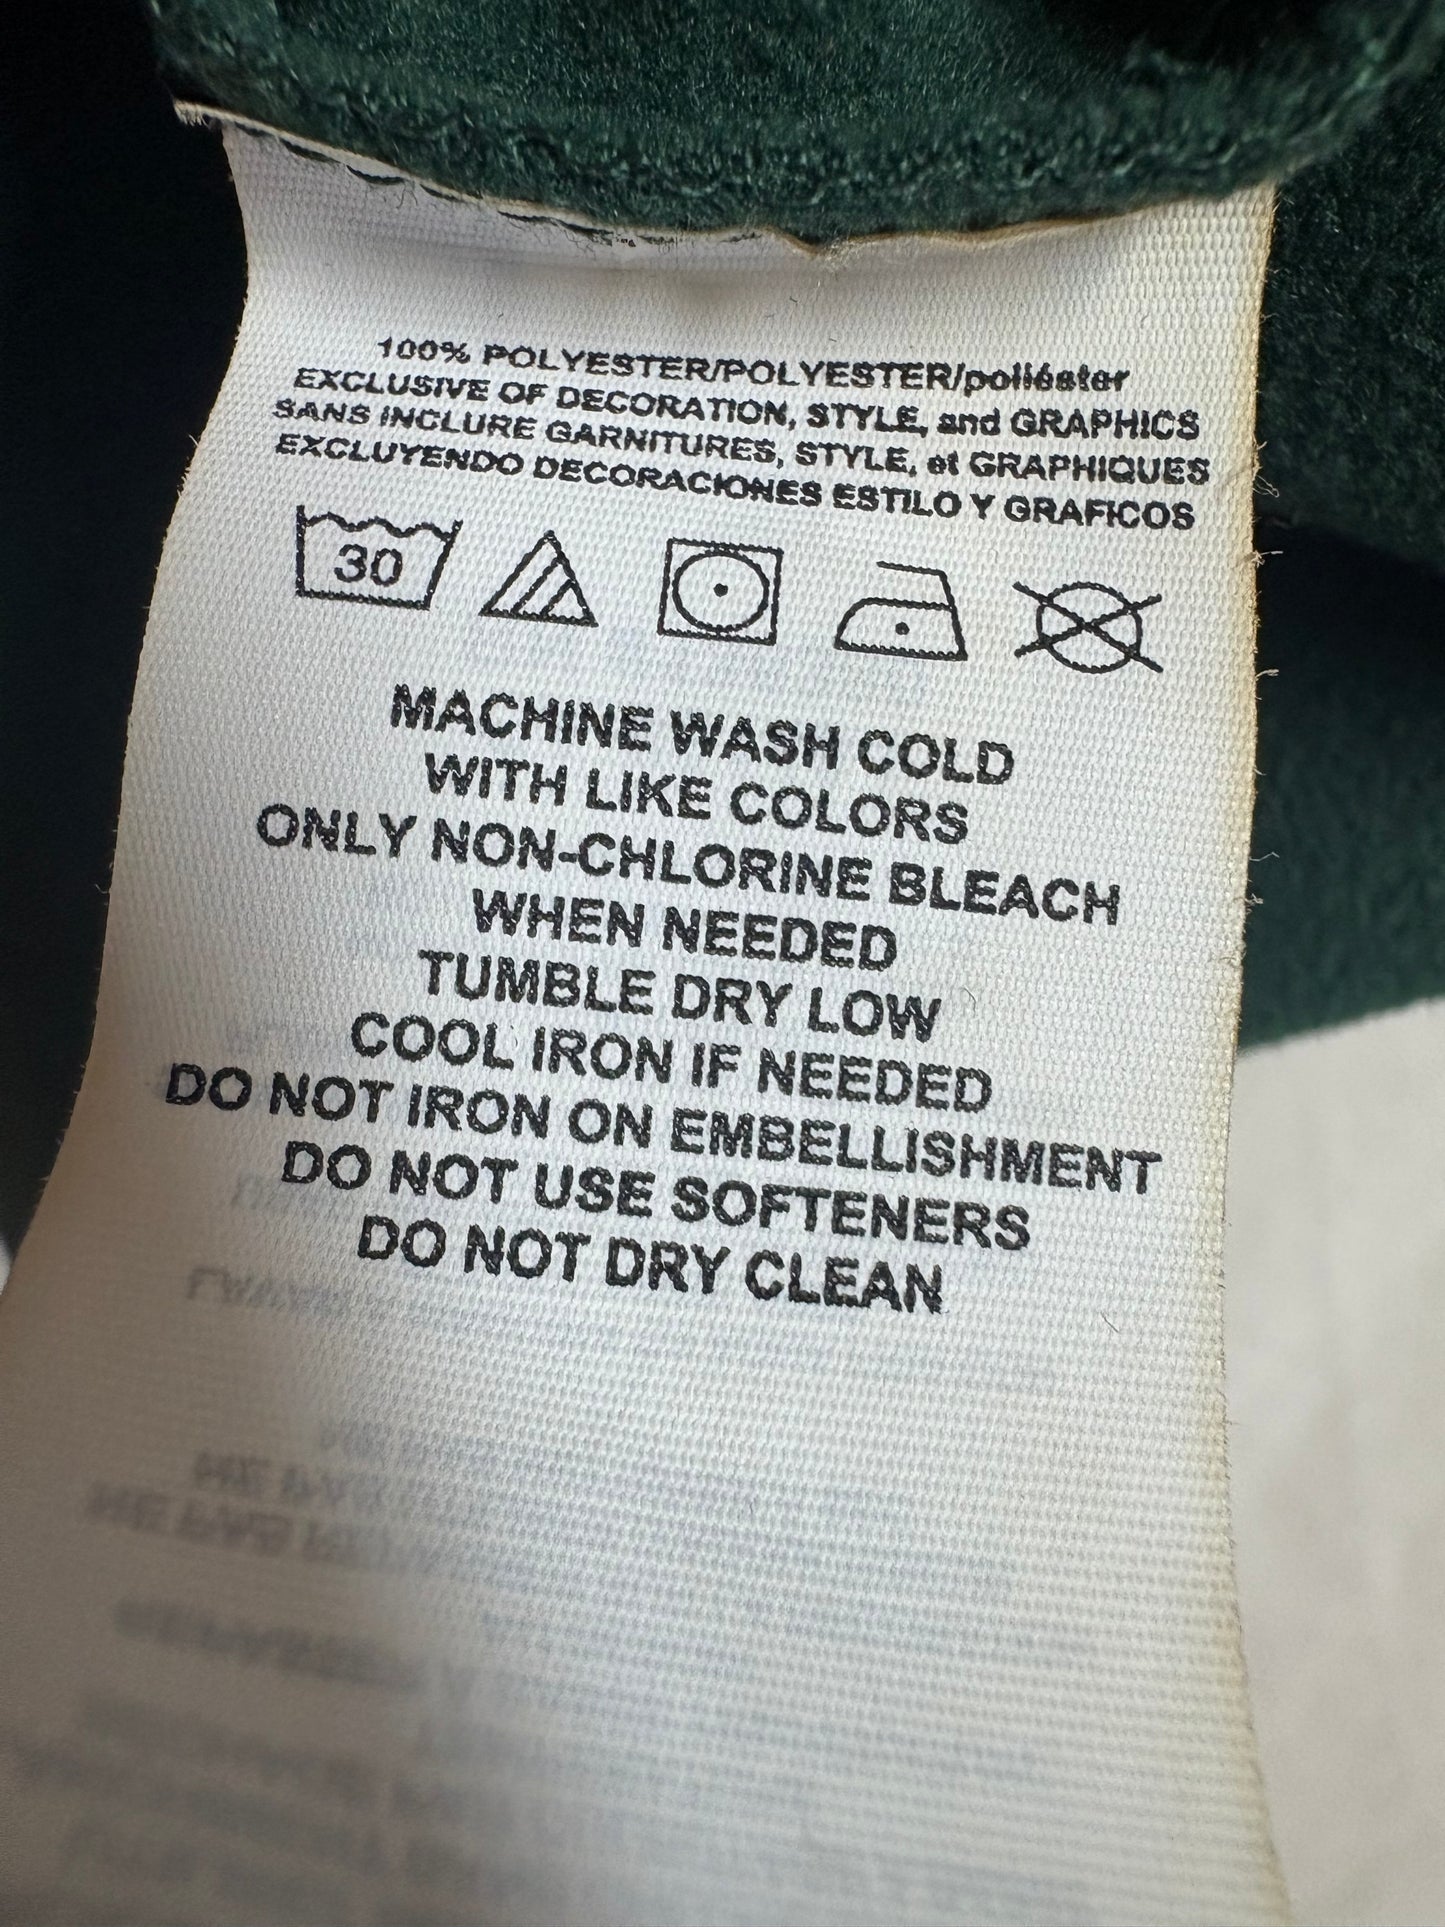 100% POLYESTER/POLYESTER/poliéster
EXCLUSIVE OF DECORATION, STYLE, and GRAPHICS
SANS INCLURE GARNITURES, STYLE, et GRAPHIQUES
EXCLUYENDO DECORACIONES ESTILO Y GRAFICOS
30
MACHINE WASH COLD
WITH LIKE COLORS
ONLY NON-CHLORINE BLEACH
WHEN NEEDED
TUMBLE DRY LOW
COOL IRON IF NEEDED
DO NOT IRON ON EMBELLISHMENT
DO NOT USE SOFTENERS
DO NOT DRY CLEAN